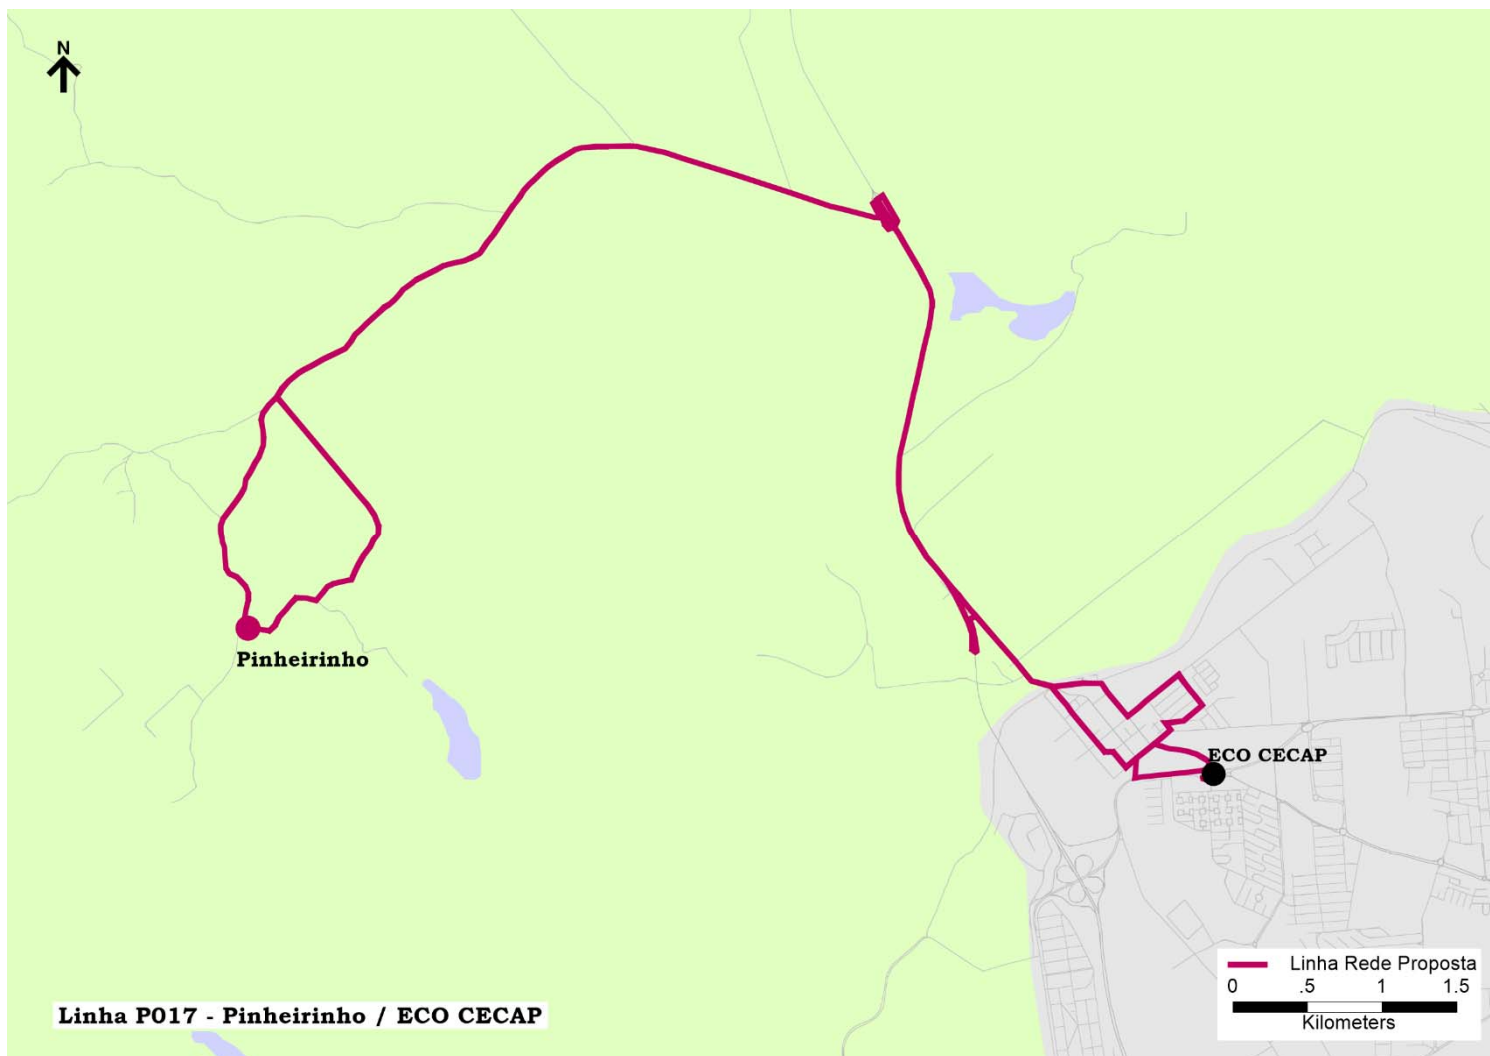 N
Pinheirinho
ECO CECAP
Linha P017 - Pinheirinho / ECO CECAP
Linha Rede Proposta
0 .5 1 1.5
Kilometers